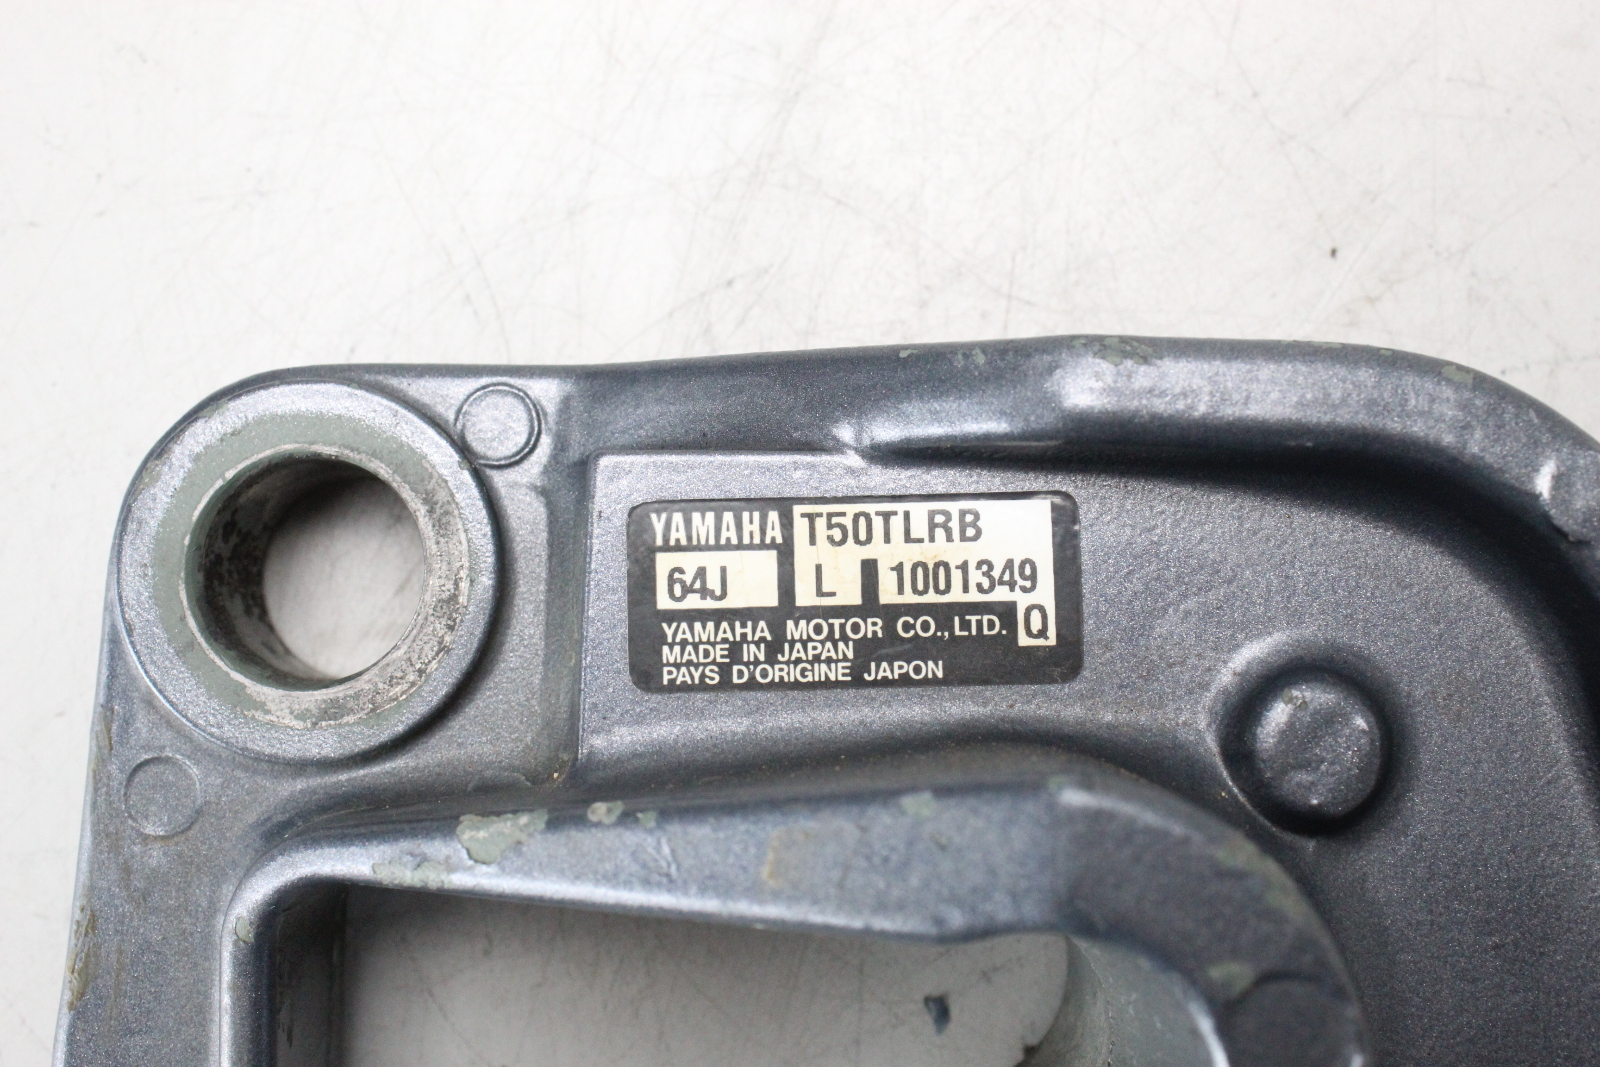 YAMAHA T50TLRB
64J L 1001349
YAMAHA MOTOR CO.,LTD. Q
MADE IN JAPAN
PAYS D'ORIGINE JAPON